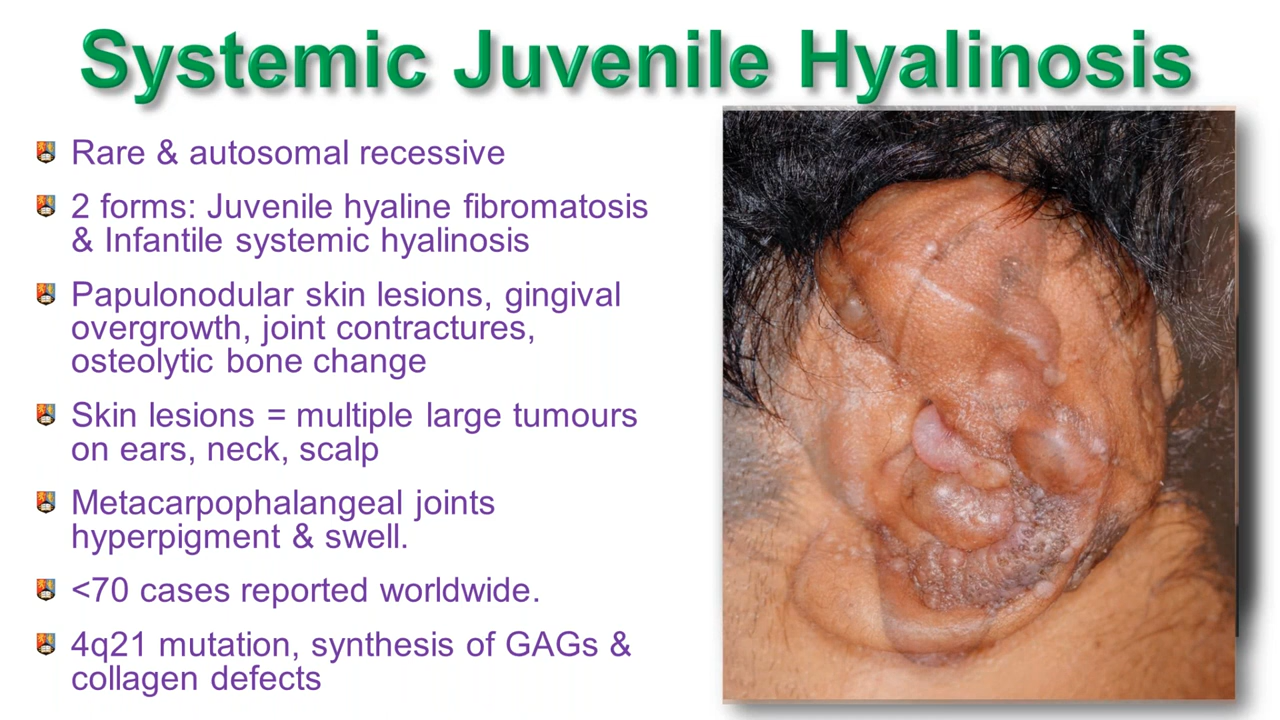 Systemic Juvenile Hyalinosis
Rare & autosomal recessive
2 forms: Juvenile hyaline fibromatosis
& Infantile systemic hyalinosis
Papulonodular skin lesions, gingival
overgrowth, joint contractures,
osteolytic bone change
Skin lesions = multiple large tumours
on ears, neck, scalp
Metacarpophalangeal joints
hyperpigment & swell.
<70 cases reported worldwide.
4q21 mutation, synthesis of GAGs &
collagen defects